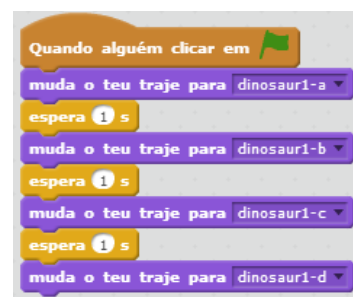 Quando alguém clicar em
muda o teu traje para dinosaur1-a
espera 1 s
muda o teu traje para dinosaur1-b
espera 1 s
muda o teu traje para dinosaur1-c
espera 1 s
muda o teu traje para dinosaur1-d